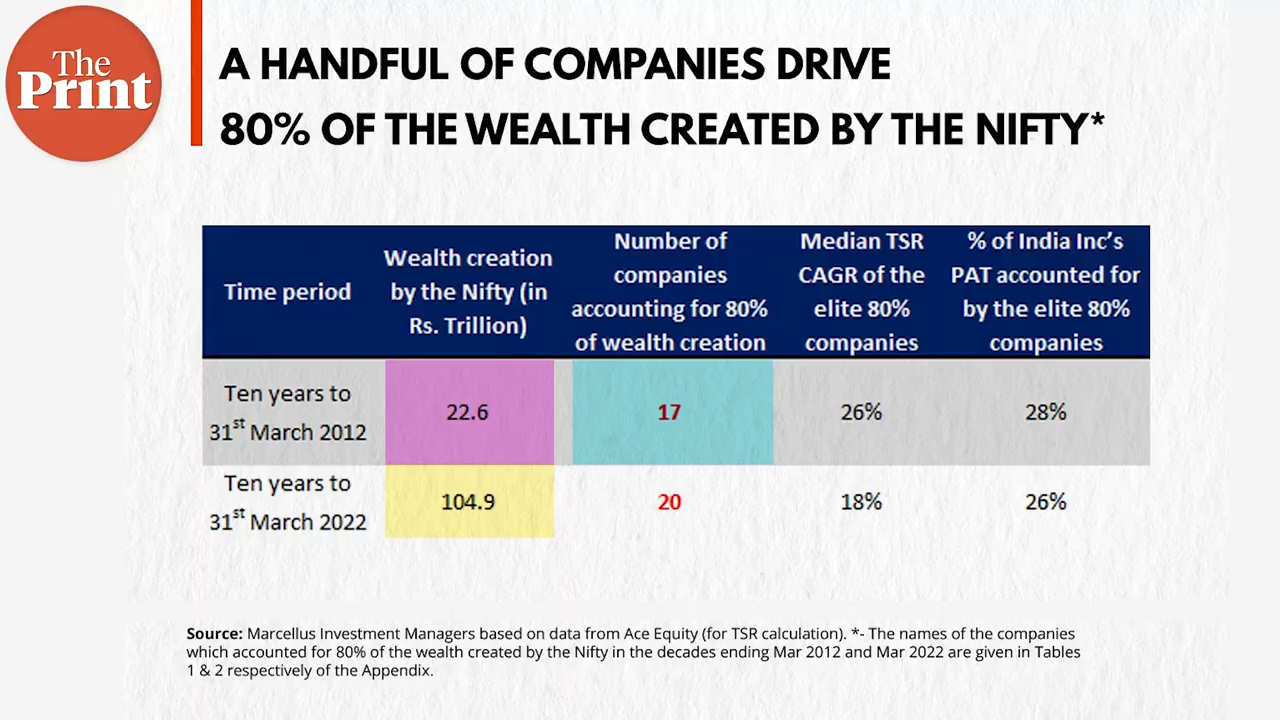 The
Print
A HANDFUL OF COMPANIES DRIVE
80% OF THE WEALTH CREATED BY THE NIFTY*
Time period
Wealth creation
by the Nifty (in
Rs. Trillion)
Number of
companies
accounting for 80%
of wealth creation
Median TSR
CAGR of the
elite 80%
companies
% of India Inc’s
PAT accounted for
by the elite 80%
companies
Ten years to
31st March 2012
22.6
17
26%
28%
Ten years to
31st March 2022
104.9
20
18%
26%
Source: Marcellus Investment Managers based on data from Ace Equity (for TSR calculation). *- The names of the companies
which accounted for 80% of the wealth created by the Nifty in the decades ending Mar 2012 and Mar 2022 are given in Tables
1 & 2 respectively of the Appendix.